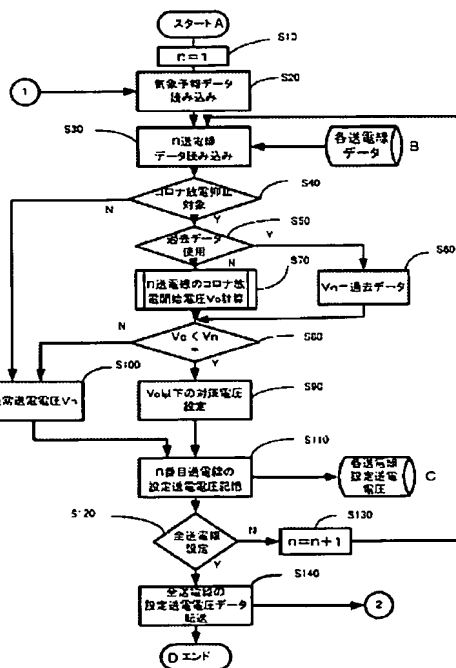 スタートA
S10
n=1
S20
1
気象予報データ
読み込み
S30
n送電線
データ読み込み
各送電線
データ
B
S40
コロナ放電抑止
対象
N
Y
S50
過去データ
使用
Y
N
S60
S70
n送電線のコロナ放
電開始電圧Vo計算
Vn=過去データ
S80
N
Y
S100
常送電電圧Vn
S90
Vo以下の対策電圧
設定
S110
n番目送電線の
設定送電電圧記憶
各送電線
設定送電
電圧
C
S120
全送電線
設定
N
Y
S130
n=n+1
S140
全送電線の
設定送電電圧データ
転送
2
Dエンド